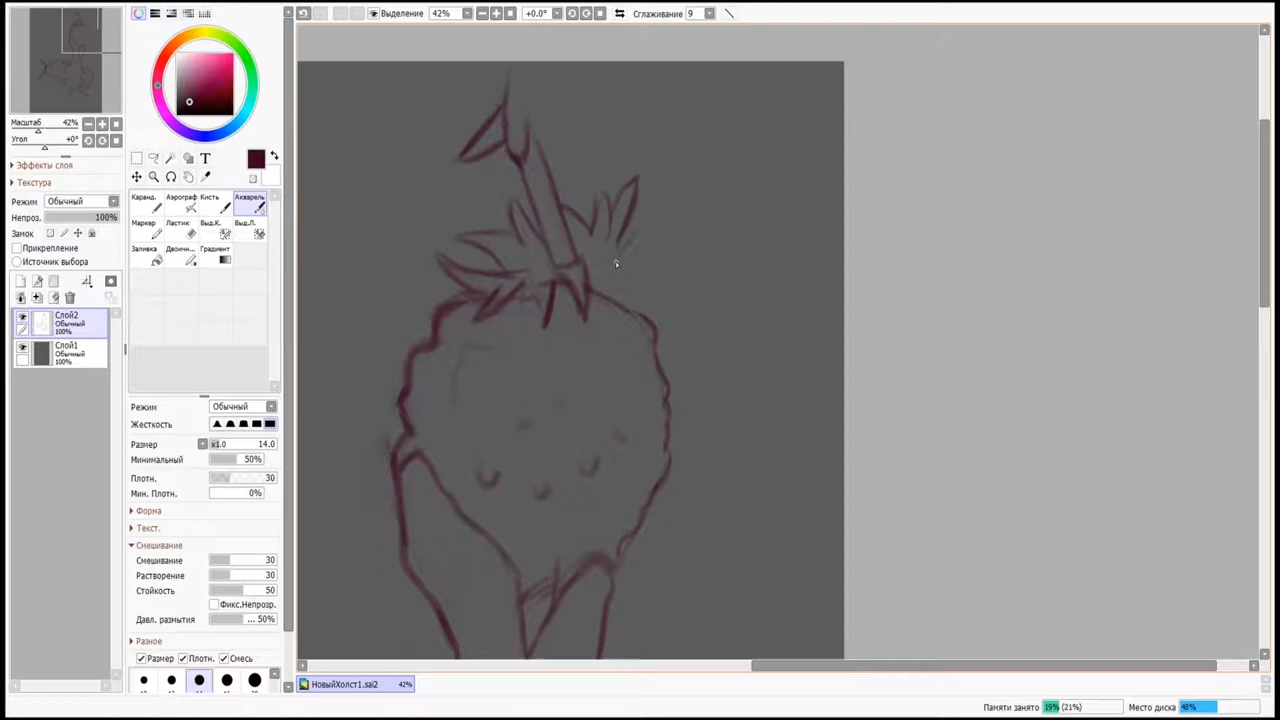 Выделение 42% +0.0° Сглаживание 9
Масштаб 42%
Угол +0°
Эффекты слоя
Текстура
Режим Обычный
Непроз. 100%
Замок
Прикрепление
Источник выбора
Слой2
Обычный
100%
Слой1
Обычный
100%
T
Каранд. Аэрограф Кисть Акварель
Маркер Ластик Выд.К. Выд.Л.
Заливка Двоичн... Градиент
Режим Обычный
Жесткость
Размер x1.0 14.0
Минимальный 50%
Плотн. 30
Мин. Плотн. 0%
Форма
Текст.
Смешивание
Смешивание 30
Растворение 30
Стойкость 50
Фикс.Непрозр.
Давл. размытия ... 50%
Разное
Размер Плотн. Смесь
НовыйХолст1.sai2 42%
Памяти занято 19% (21%) Место диска 48%